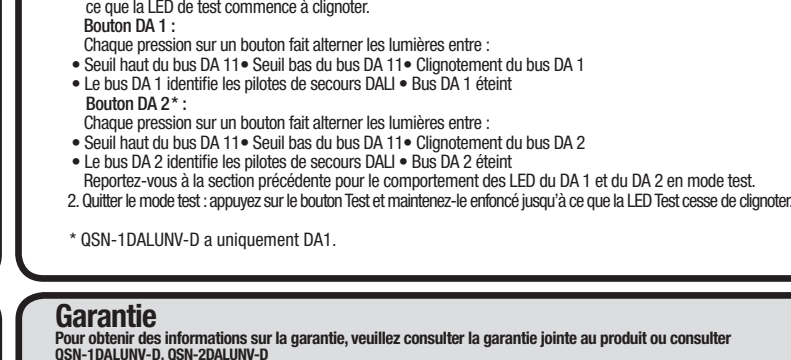 ce que la LED de test commence à clignoter.
Bouton DA 1 :
Chaque pression sur un bouton fait alterner les lumières entre :
• Seuil haut du bus DA 11• Seuil bas du bus DA 11• Clignotement du bus DA 1
• Le bus DA 1 identifie les pilotes de secours DALI • Bus DA 1 éteint
Bouton DA 2* :
Chaque pression sur un bouton fait alterner les lumières entre :
• Seuil haut du bus DA 11• Seuil bas du bus DA 11• Clignotement du bus DA 2
• Le bus DA 2 identifie les pilotes de secours DALI • Bus DA 2 éteint
Reportez-vous à la section précédente pour le comportement des LED du DA 1 et du DA 2 en mode test.
2. Quitter le mode test : appuyez sur le bouton Test et maintenez-le enfoncé jusqu'à ce que la LED Test cesse de clignoter.
* QSN-1DALUNV-D a uniquement DA1.
Garantie
Pour obtenir des informations sur la garantie, veuillez consulter la garantie jointe au produit ou consulter
QSN-1DALUNV-D, QSN-2DALUNV-D